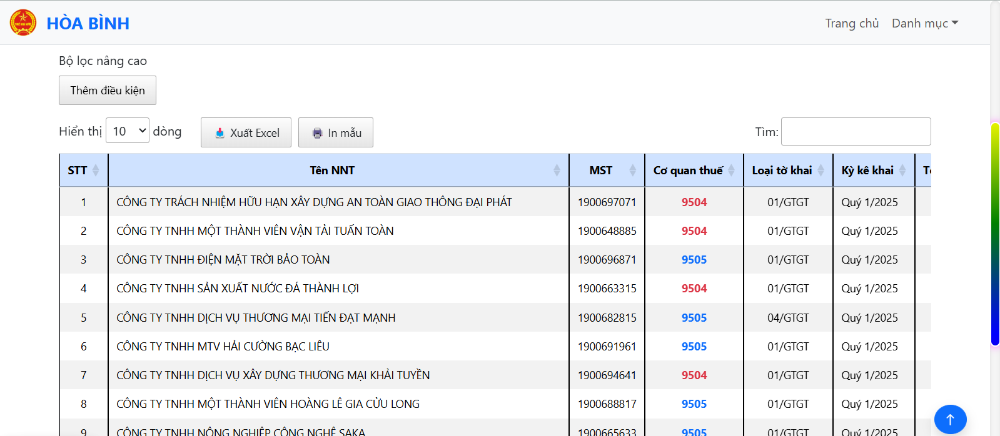 HÒA BÌNH
Trang chủ Danh mục
Bộ lọc nâng cao
Thêm điều kiện
Hiển thị 10 dòng Xuất Excel In mẫu Tìm:
STT Tên NNT MST Cơ quan thuế Loại tờ khai Kỳ kê khai
1 CÔNG TY TRÁCH NHIỆM HỮU HẠN XÂY DỰNG AN TOÀN GIAO THÔNG ĐẠI PHÁT 1900697071 9504 01/GTGT Quý 1/2025
2 CÔNG TY TNHH MỘT THÀNH VIÊN VẬN TẢI TUẤN TOÀN 1900648885 9504 01/GTGT Quý 1/2025
3 CÔNG TY TNHH ĐIỆN MẶT TRỜI BẢO TOÀN 1900696871 9505 01/GTGT Quý 1/2025
4 CÔNG TY TNHH SẢN XUẤT NƯỚC ĐÁ THÀNH LỢI 1900663315 9504 01/GTGT Quý 1/2025
5 CÔNG TY TNHH DỊCH VỤ THƯƠNG MẠI TIẾN ĐẠT MẠNH 1900682815 9505 04/GTGT Quý 1/2025
6 CÔNG TY TNHH MTV HẢI CƯỜNG BẠC LIÊU 1900691961 9505 01/GTGT Quý 1/2025
7 CÔNG TY TNHH DỊCH VỤ XÂY DỰNG THƯƠNG MẠI KHẢI TUYỀN 1900694641 9504 01/GTGT Quý 1/2025
8 CÔNG TY TNHH MỘT THÀNH VIÊN HOÀNG LÊ GIA CỬU LONG 1900688817 9505 01/GTGT Quý 1/2025
9 CÔNG TY TNHH NÔNG NGHIỆP CÔNG NGHỆ SAKA 1900665633 9505 01/GTGT Quý 1/2025